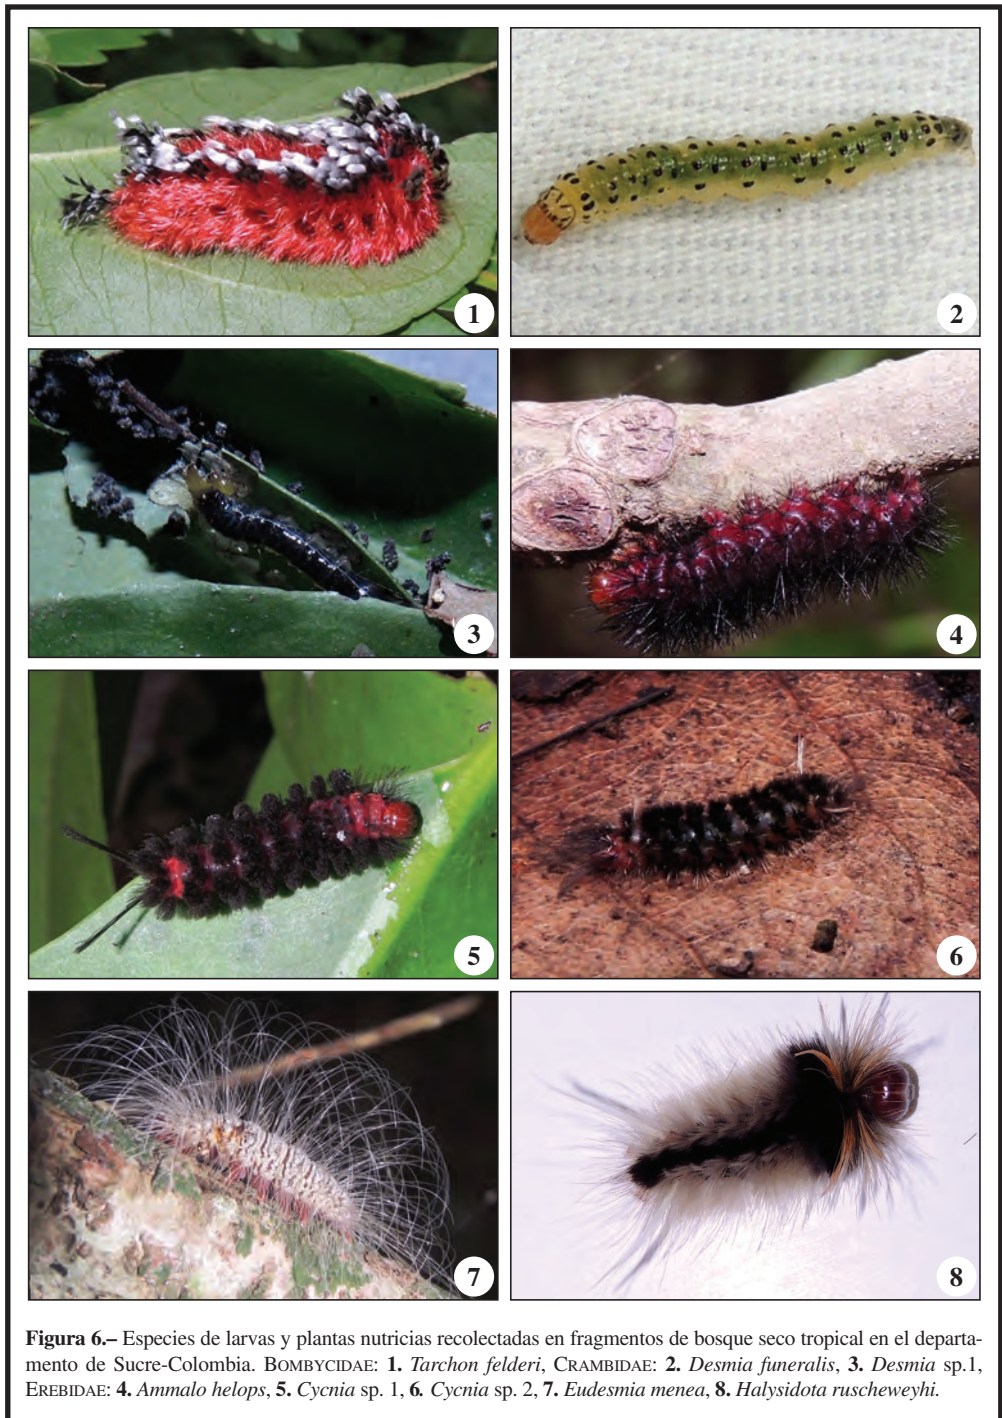 1
2
3
4
5
6
7
8
Figura 6.– Especies de larvas y plantas nutricias recolectadas en fragmentos de bosque seco tropical en el departa-
mento de Sucre-Colombia. BOMBYCIDAE: 1. Tarchon felderi, CRAMBIDAE: 2. Desmia funeralis, 3. Desmia sp.1,
EREBIDAE: 4. Ammalo helops, 5. Cycnia sp. 1, 6. Cycnia sp. 2, 7. Eudesmia menea, 8. Halysidota ruscheweyhi.